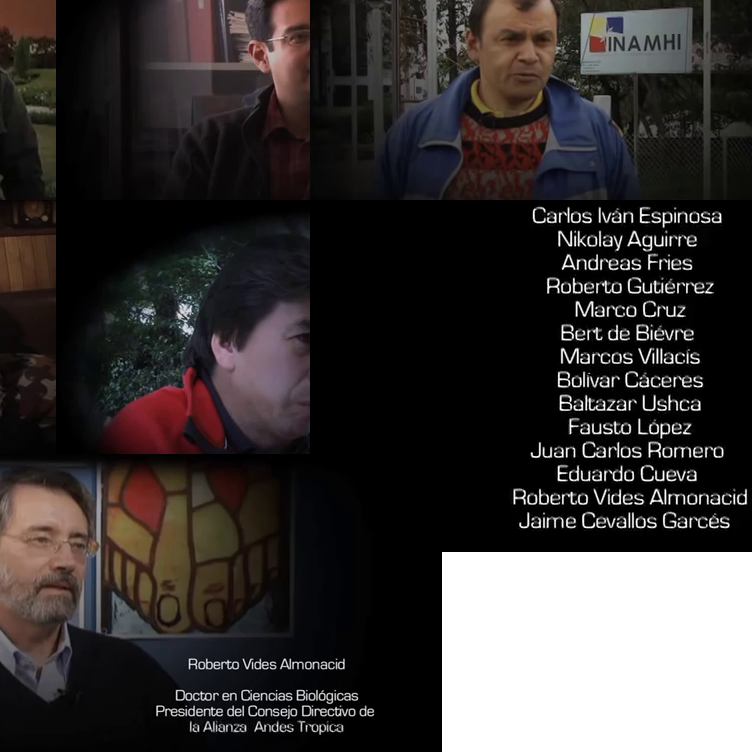 INAMHI
Carlos Iván Espinosa
Nikolay Aguirre
Andreas Fries
Roberto Gutiérrez
Marco Cruz
Bert de Biévre
Marcos Villacís
Bolívar Cáceres
Baltazar Ushca
Fausto López
Juan Carlos Romero
Eduardo Cueva
Roberto Vides Almonacid
Jaime Cevallos Garcés
Roberto Vides Almonacid
Doctor en Ciencias Biológicas
Presidente del Consejo Directivo de
la Alianza Andes Tropica